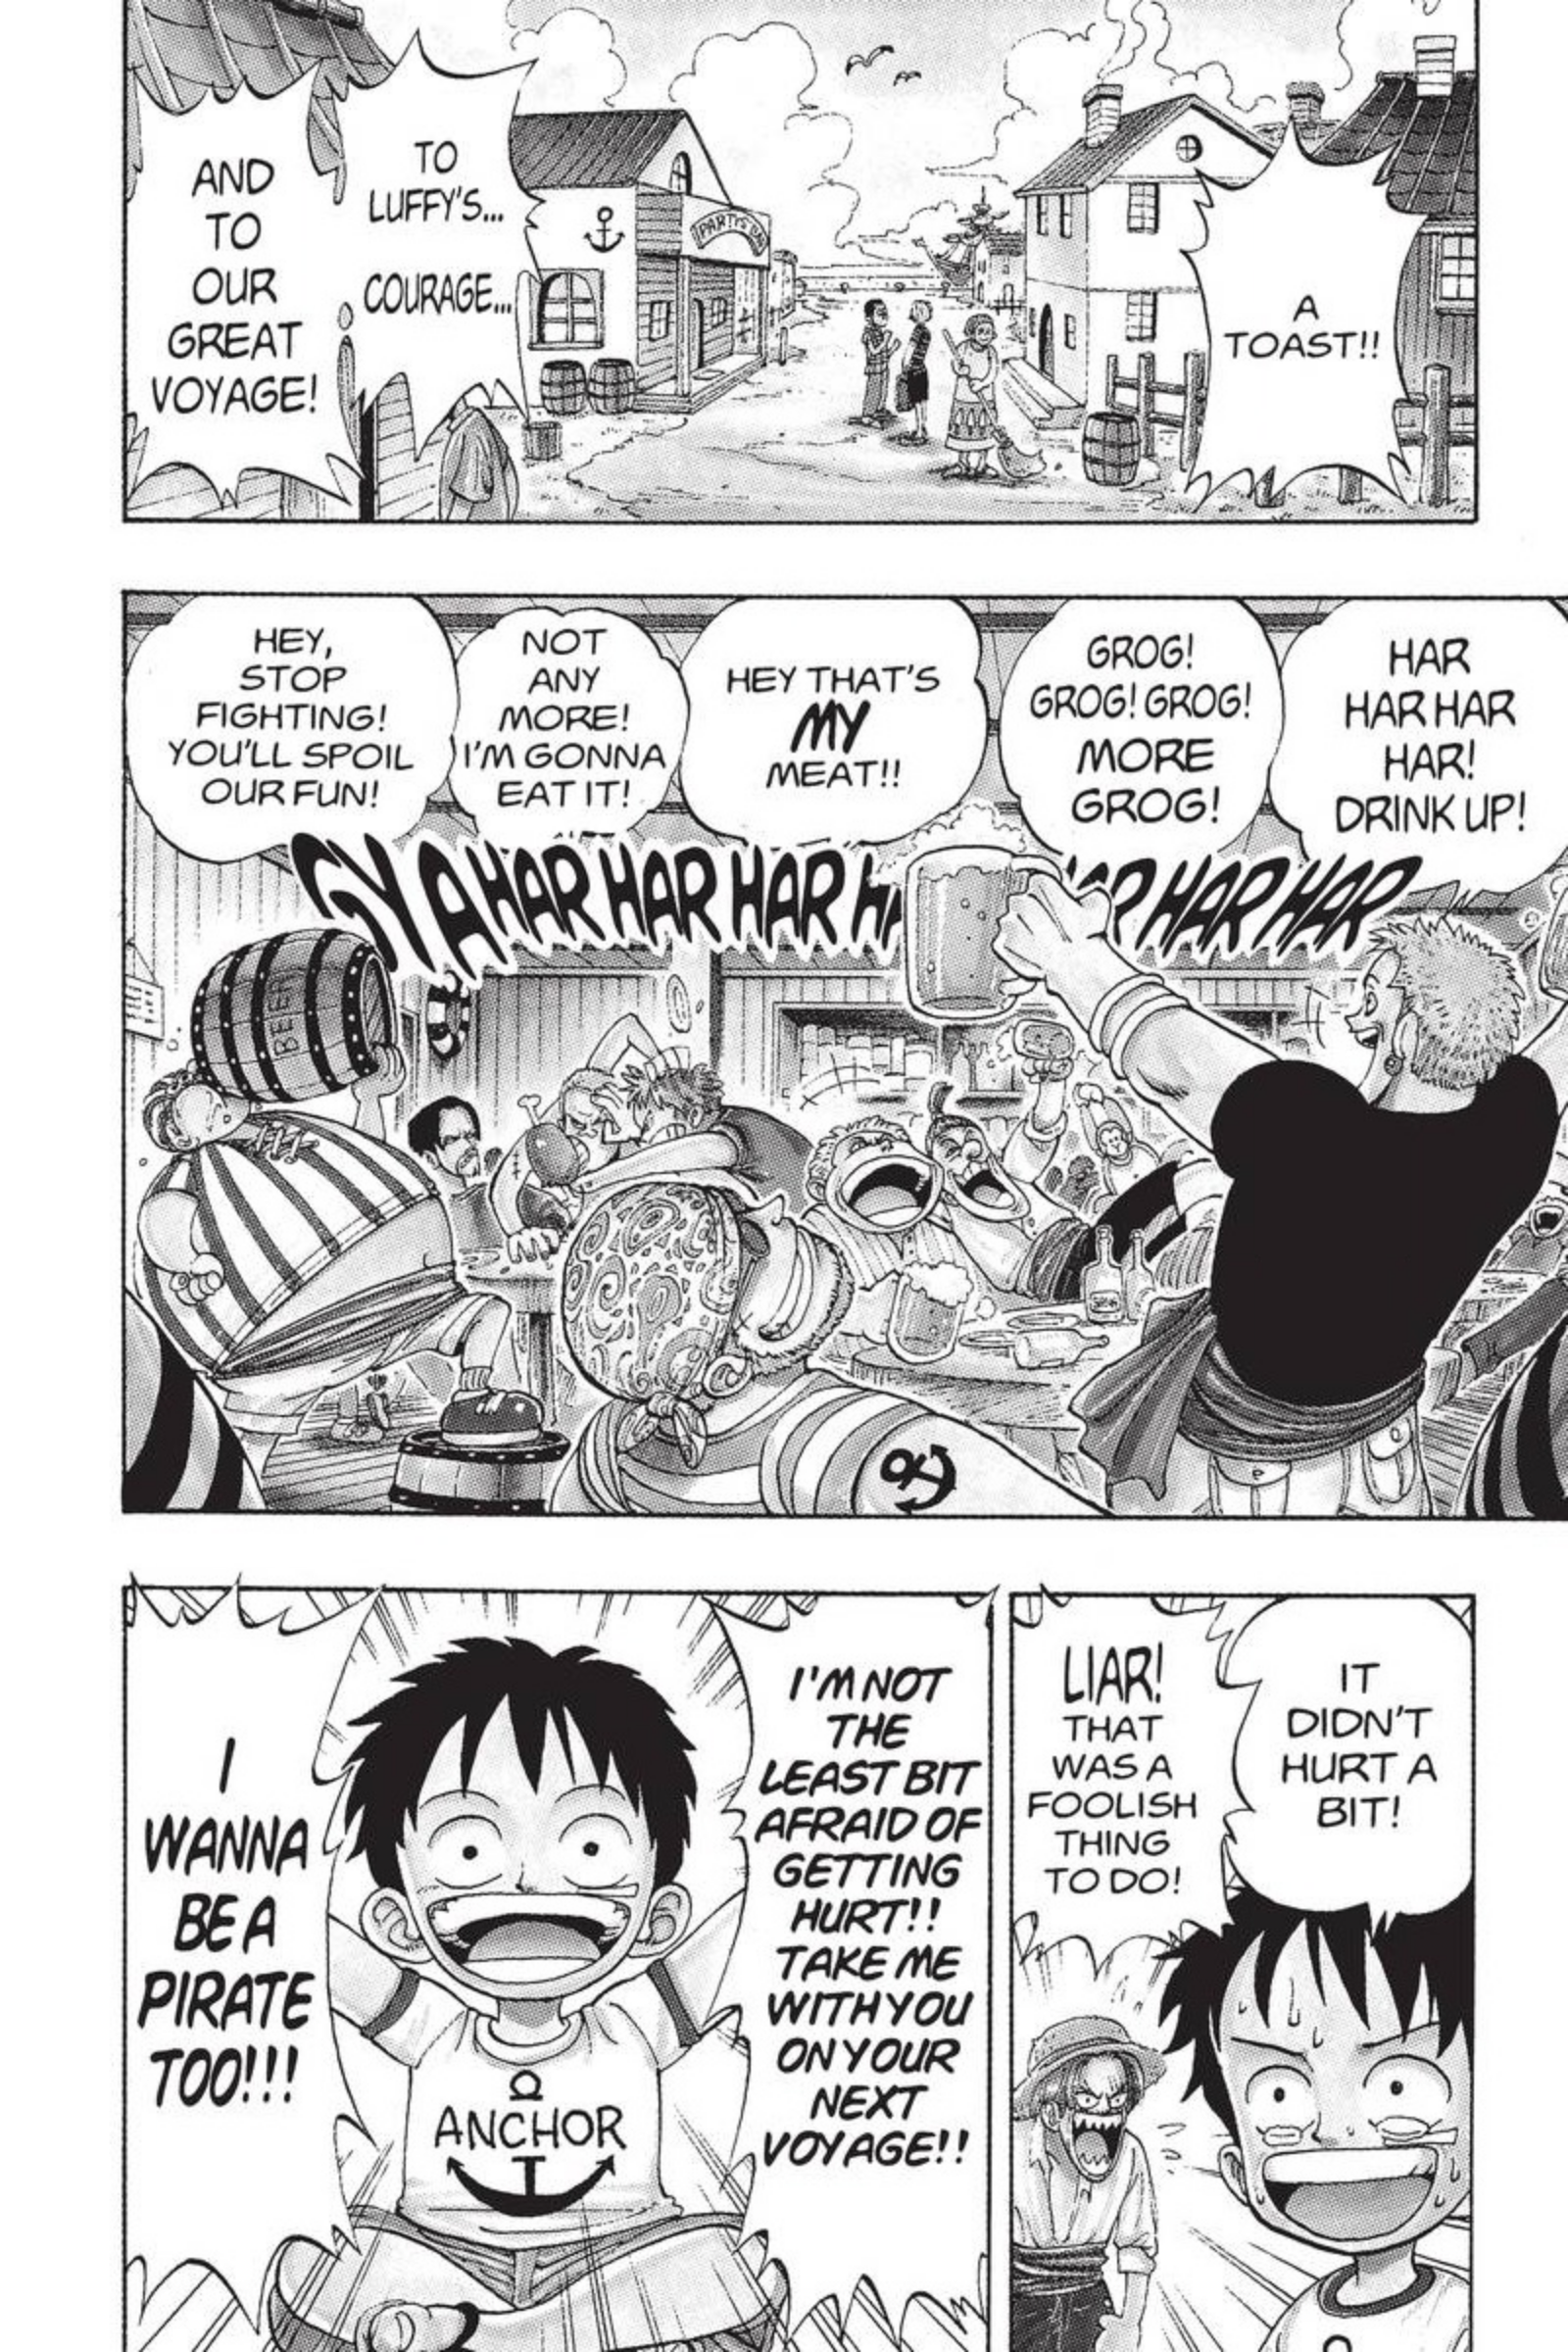 A
TOAST!!
TO
LUFFY'S...
COURAGE...
AND
TO
OUR
GREAT
VOYAGE!
PARTYS
HAR
HAR HAR
HAR!
DRINK UP!
GROG!
GROG! GROG!
MORE
GROG!
HEY THAT'S
MY
MEAT!!
NOT
ANY
MORE!
I'M GONNA
EAT IT!
HEY,
STOP
FIGHTING!
YOU'LL SPOIL
OUR FUN!
GYAHAR HAR HAR HAR HAR HAR
BEER
IT
DIDN'T
HURT A
BIT!
LIAR!
THAT
WAS A
FOOLISH
THING
TO DO!
I'M NOT
THE
LEAST BIT
AFRAID OF
GETTING
HURT!!
TAKE ME
WITH YOU
ON YOUR
NEXT
VOYAGE!!
I
WANNA
BE A
PIRATE
TOO!!!
ANCHOR